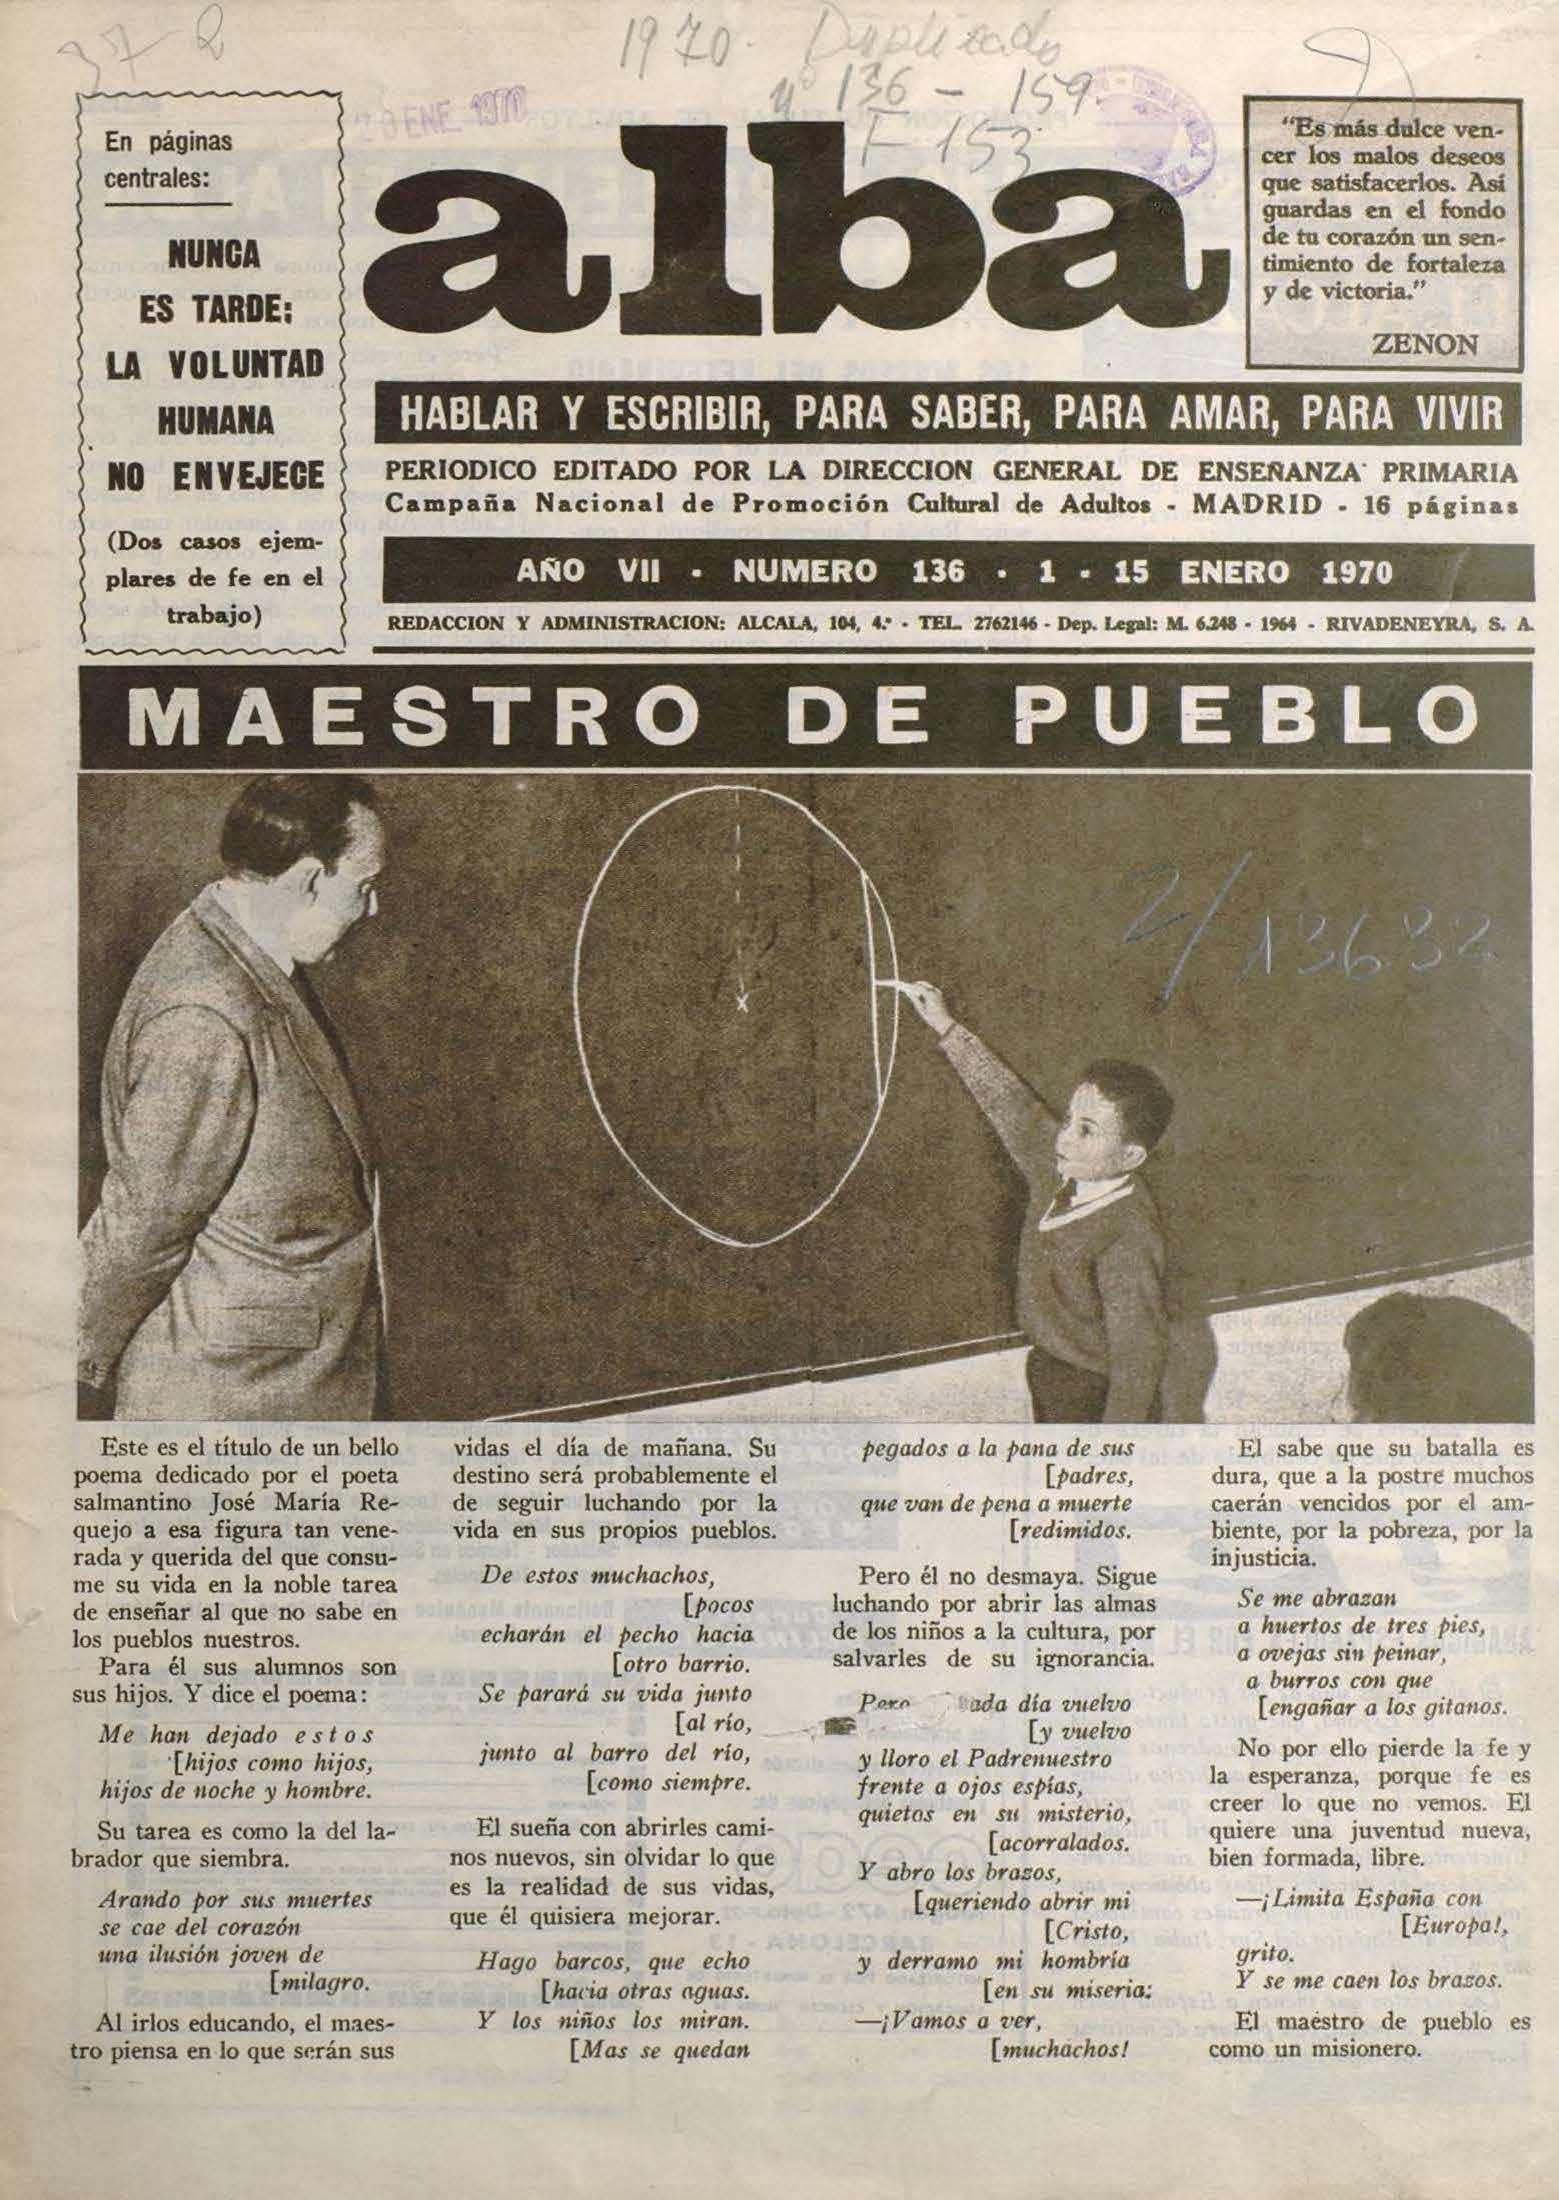 37-2
1970. Duplicado
nº 136 - 159.
F 153
28 ENE. 1970
En páginas
centrales:
NUNCA
ES TARDE:
LA VOLUNTAD
HUMANA
NO ENVEJECE
(Dos casos ejem-
plares de fe en el
trabajo)
alba
"Es más dulce ven-
cer los malos deseos
que satisfacerlos. Así
guardas en el fondo
de tu corazón un sen-
timiento de fortaleza
y de victoria."
ZENON
HABLAR Y ESCRIBIR, PARA SABER, PARA AMAR, PARA VIVIR
PERIODICO EDITADO POR LA DIRECCION GENERAL DE ENSEÑANZA PRIMARIA
Campaña Nacional de Promoción Cultural de Adultos - MADRID - 16 páginas
AÑO VII - NUMERO 136 - 1 - 15 ENERO 1970
REDACCION Y ADMINISTRACION: ALCALA, 104, 4.º - TEL. 2762146 - Dep. Legal: M. 6.248 - 1964 - RIVADENEYRA, S. A.
MAESTRO DE PUEBLO
2/13632
Este es el título de un bello
poema dedicado por el poeta
salmantino José María Re-
quejo a esa figura tan vene-
rada y querida del que consu-
me su vida en la noble tarea
de enseñar al que no sabe en
los pueblos nuestros.
Para él sus alumnos son
sus hijos. Y dice el poema:
Me han dejado estos
[hijos como hijos,
hijos de noche y hombre.
Su tarea es como la del la-
brador que siembra.
Arando por sus muertes
se cae del corazón
una ilusión joven de
[milagro.
Al irlos educando, el maes-
tro piensa en lo que serán sus
vidas el día de mañana. Su
destino será probablemente el
de seguir luchando por la
vida en sus propios pueblos.
De estos muchachos,
[pocos
echarán el pecho hacia
[otro barrio.
Se parará su vida junto
[al río,
junto al barro del río,
[como siempre.
El sueña con abrirles cami-
nos nuevos, sin olvidar lo que
es la realidad de sus vidas,
que él quisiera mejorar.
Hago barcos, que echo
[hacia otras aguas.
Y los niños los miran.
[Mas se quedan
pegados a la pana de sus
[padres,
que van de pena a muerte
[redimidos.
Pero él no desmaya. Sigue
luchando por abrir las almas
de los niños a la cultura, por
salvarles de su ignorancia.
Pero cada día vuelvo
[y vuelvo
y lloro el Padrenuestro
frente a ojos espías,
quietos en su misterio,
[acorralados.
Y abro los brazos,
[queriendo abrir mi
[Cristo,
y derramo mi hombría
[en su miseria:
—¡Vamos a ver,
[muchachos!
El sabe que su batalla es
dura, que a la postre muchos
caerán vencidos por el am-
biente, por la pobreza, por la
injusticia.
Se me abrazan
a huertos de tres pies,
a ovejas sin peinar,
a burros con que
[engañar a los gitanos.
No por ello pierde la fe y
la esperanza, porque fe es
creer lo que no vemos. El
quiere una juventud nueva,
bien formada, libre.
—¡Limita España con
[Europa!,
grito.
Y se me caen los brazos.
El maestro de pueblo es
como un misionero.